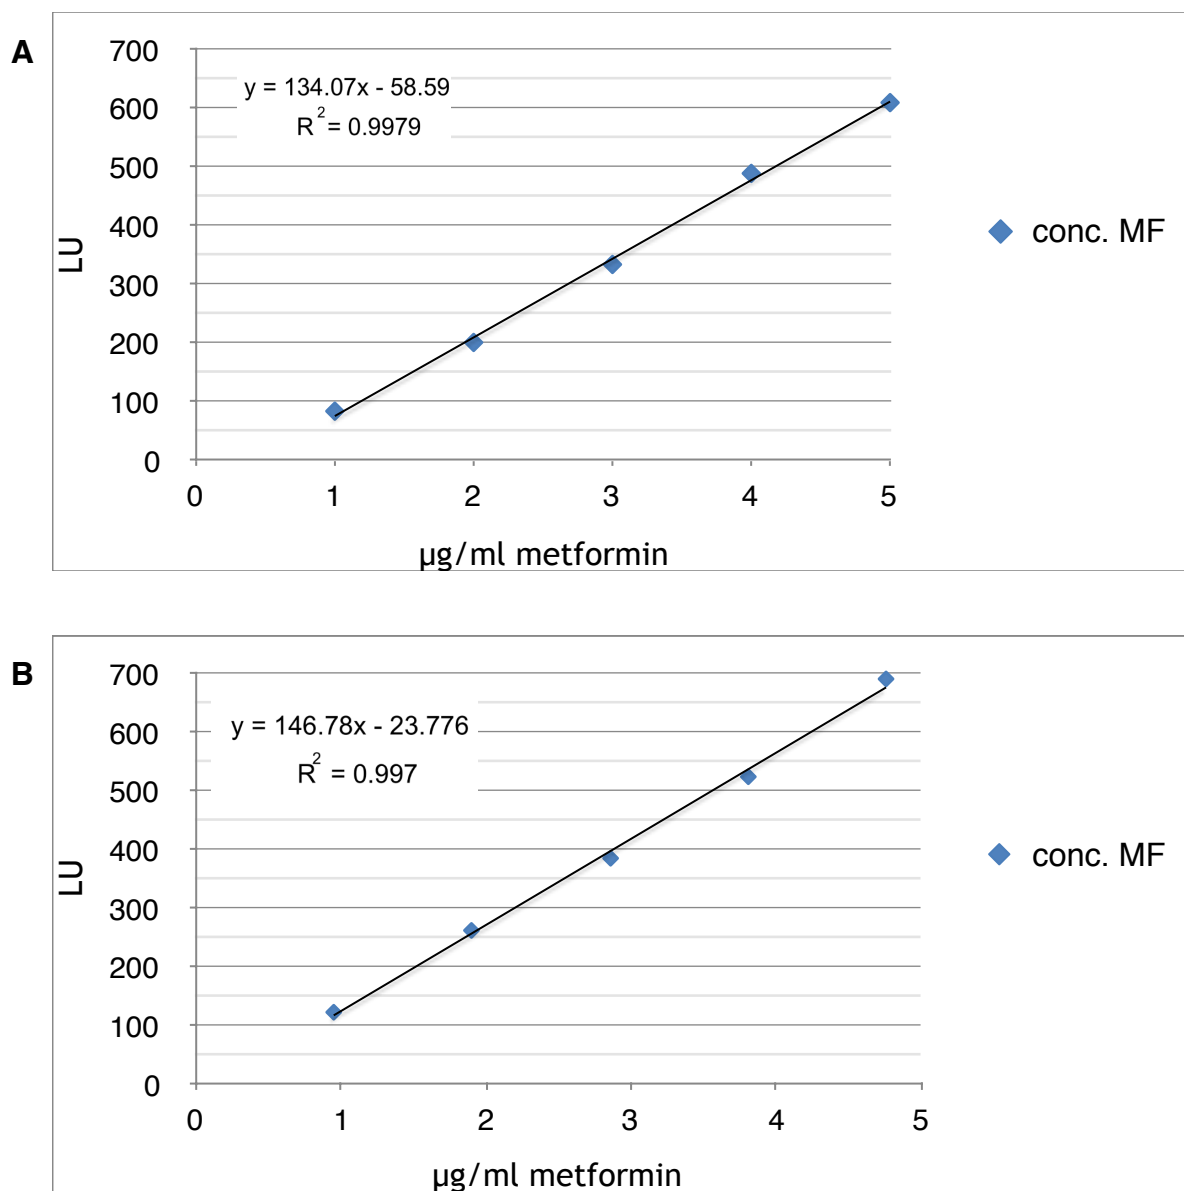 A
700
600
500
400
300
200
100
0
LU
y = 134.07x - 58.59
R² = 0.9979
0 1 2 3 4 5
µg/ml metformin
conc. MF
B
700
600
500
400
300
200
100
0
LU
y = 146.78x - 23.776
R² = 0.997
0 1 2 3 4 5
µg/ml metformin
conc. MF